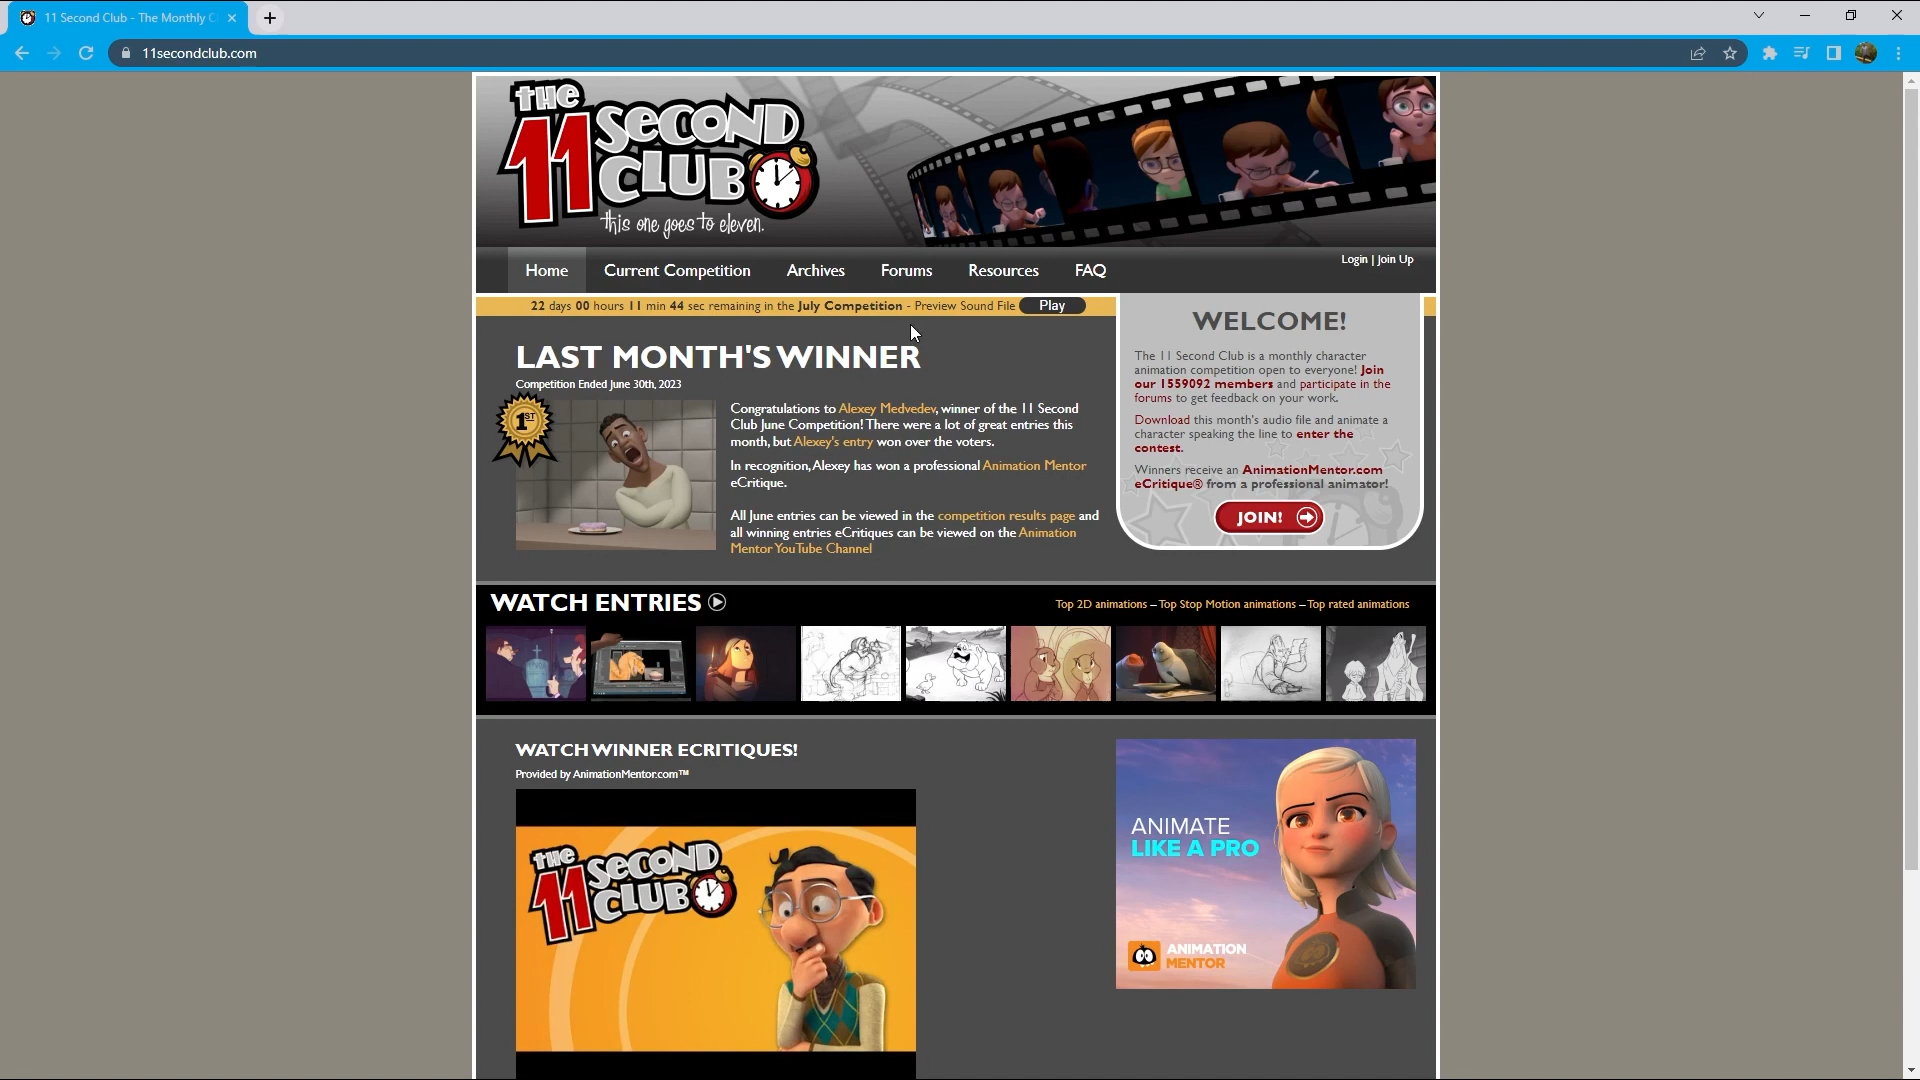 11 Second Club - The Monthly C
11secondclub.com
the
11 SECOND
CLUB
this one goes to eleven.
Home Current Competition Archives Forums Resources FAQ
Login | Join Up
22 days 00 hours 11 min 44 sec remaining in the July Competition - Preview Sound File Play
LAST MONTH'S WINNER
Competition Ended June 30th, 2023
1ST
Congratulations to Alexey Medvedev, winner of the 11 Second
Club June Competition! There were a lot of great entries this
month, but Alexey's entry won over the voters.
In recognition, Alexey has won a professional Animation Mentor
eCritique.
All June entries can be viewed in the competition results page and
all winning entries eCritiques can be viewed on the Animation
Mentor YouTube Channel
WELCOME!
The 11 Second Club is a monthly character
animation competition open to everyone! Join
our 1559092 members and participate in the
forums to get feedback on your work.
Download this month's audio file and animate a
character speaking the line to enter the
contest.
Winners receive an AnimationMentor.com
eCritique® from a professional animator!
JOIN!
WATCH ENTRIES
Top 2D animations – Top Stop Motion animations – Top rated animations
WATCH WINNER ECRITIQUES!
Provided by AnimationMentor.com™
the
11 SECOND
CLUB
ANIMATE
LIKE A PRO
ANIMATION
MENTOR